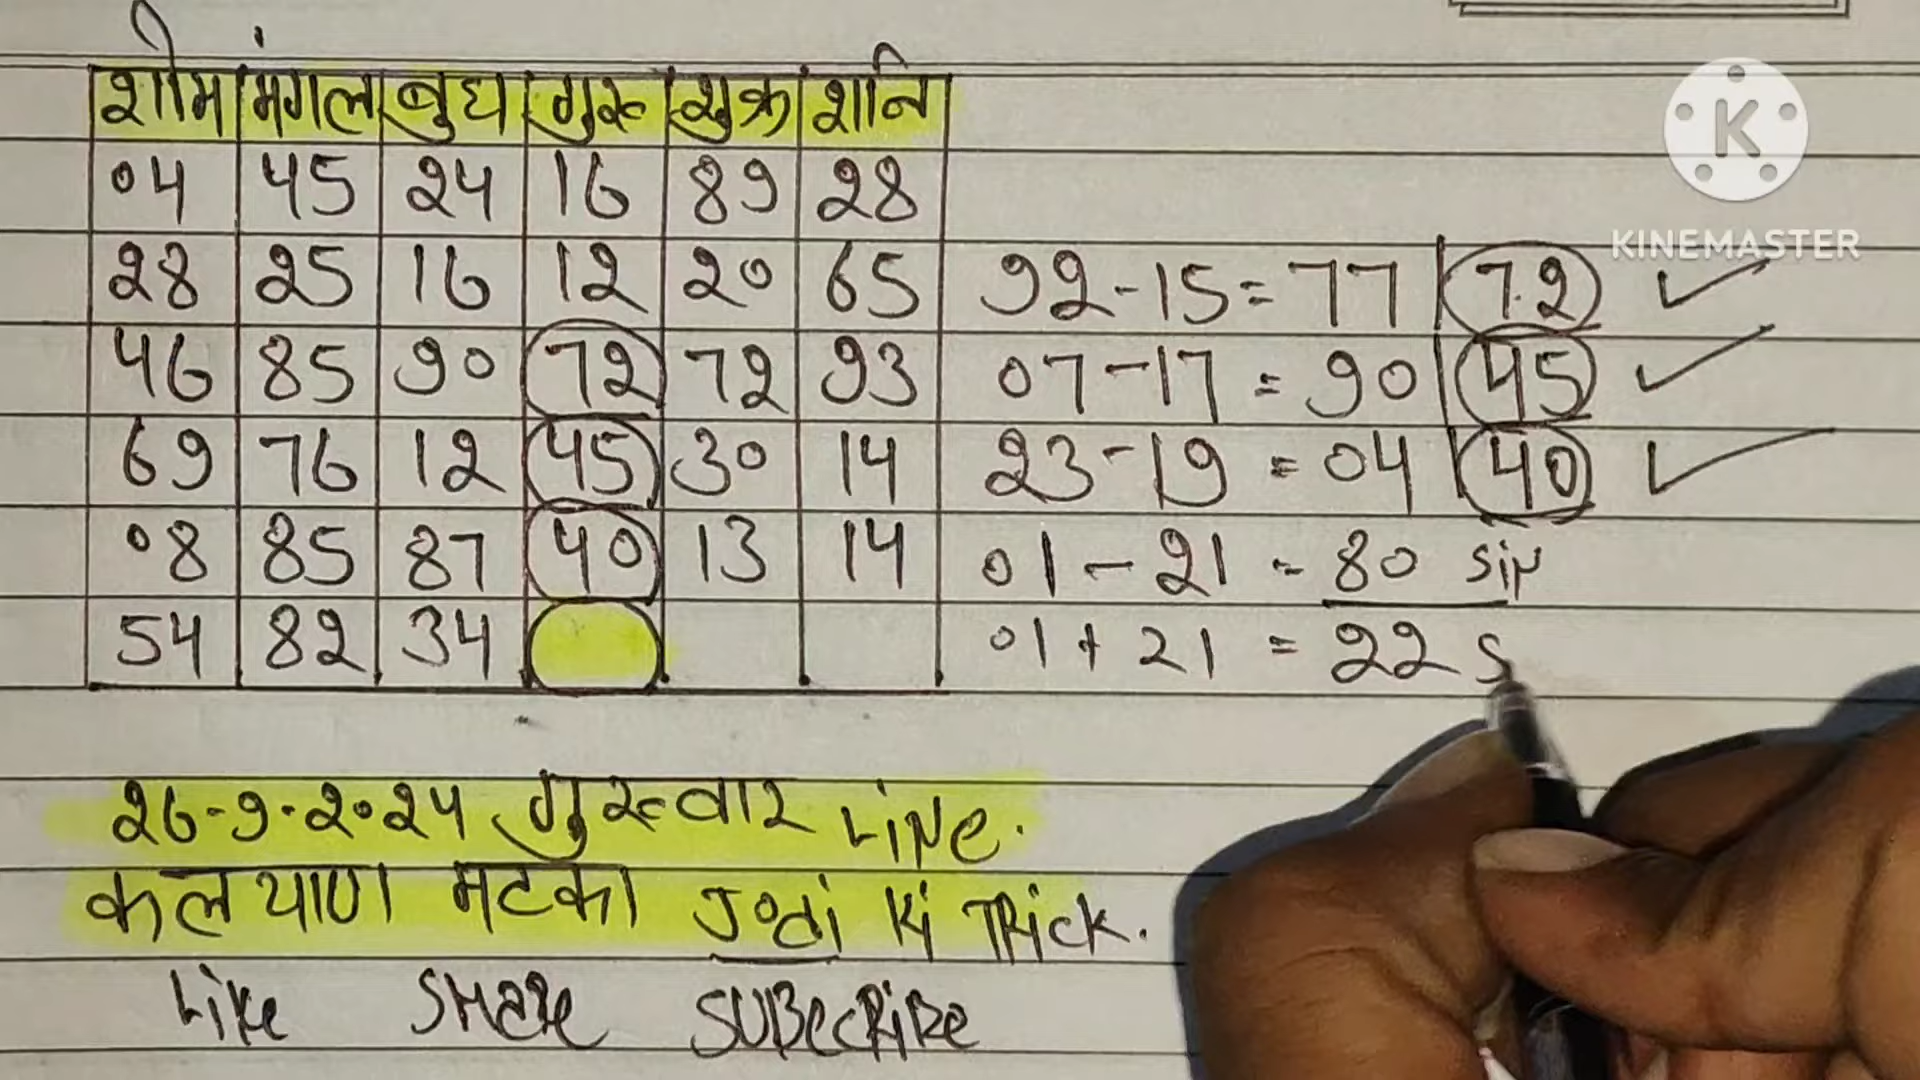 शोम मंगल बुध गुरू शुक्र शनि
04 45 24 16 89 28
28 25 16 12 20 65 92-15=77 72
46 85 90 72 72 93 07-17=90 45
69 76 12 45 30 14 23-19=04 40
08 85 87 40 13 14 01-21=80 Sir
54 82 34 01+21=22 S
26-9-2024 गुरूवार LiNe.
कलयाण मटका Jodi Ki TRick.
Like SHaRe SUBecRiBe
K
KINEMASTER